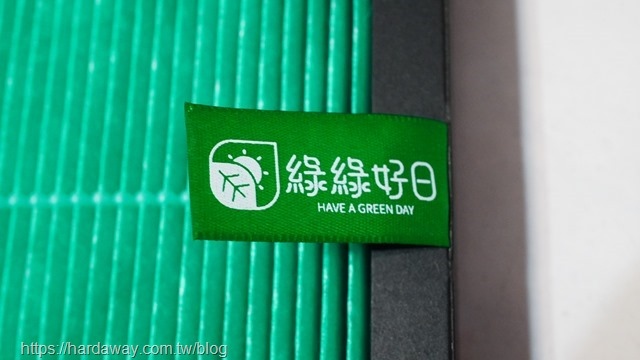 綠綠好日
HAVE A GREEN DAY
https://hardaway.com.tw/blog